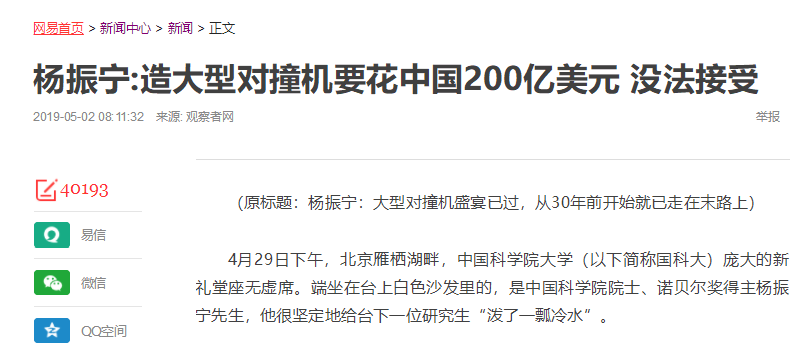 网易首页 > 新闻中心 > 新闻 > 正文
杨振宁:造大型对撞机要花中国200亿美元 没法接受
2019-05-02 08:11:32 来源: 观察者网 举报
40193
(原标题：杨振宁：大型对撞机盛宴已过，从30年前开始就已走在末路上)
易信
4月29日下午，北京雁栖湖畔，中国科学院大学（以下简称国科大）庞大的新
微信
礼堂座无虚席。端坐在台上白色沙发里的，是中国科学院院士、诺贝尔奖得主杨振
宁先生，他很坚定地给台下一位研究生“泼了一瓢冷水”。
QQ空间